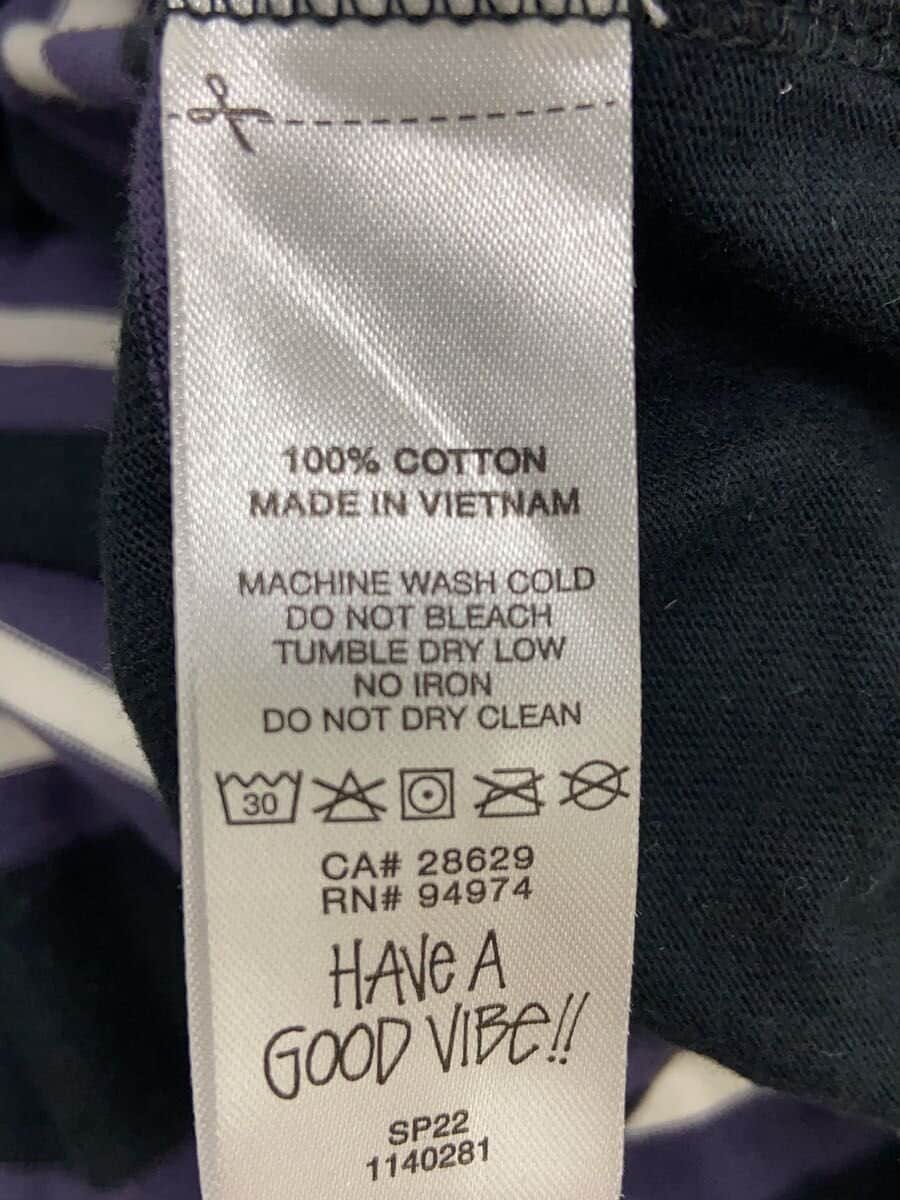 100% COTTON
MADE IN VIETNAM
MACHINE WASH COLD
DO NOT BLEACH
TUMBLE DRY LOW
NO IRON
DO NOT DRY CLEAN
30
CA# 28629
RN# 94974
HAVe A
GOOD VIBe!!
SP22
1140281